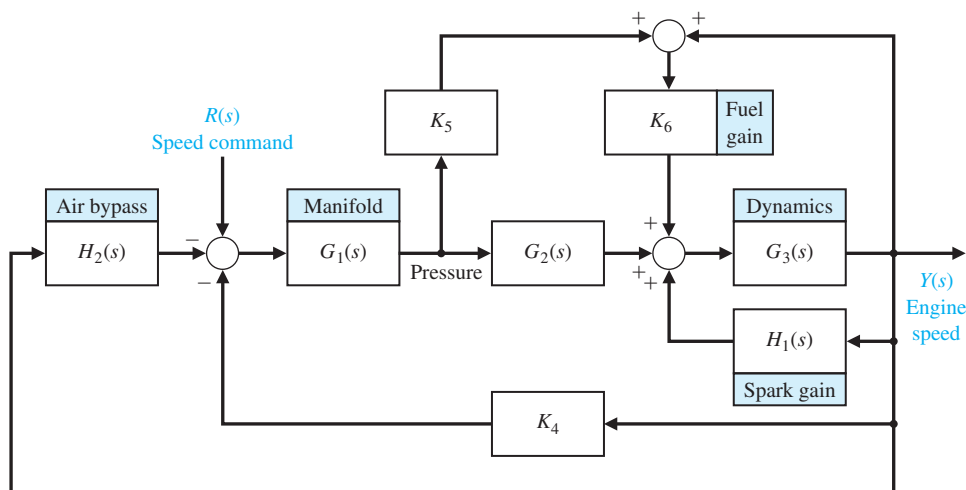 + +
K5
K6
Fuel
gain
R(s)
Speed command
Air bypass
H2(s)
−
−
Manifold
G1(s)
Pressure
G2(s)
+
+
+
Dynamics
G3(s)
Y(s)
Engine
speed
H1(s)
Spark gain
K4